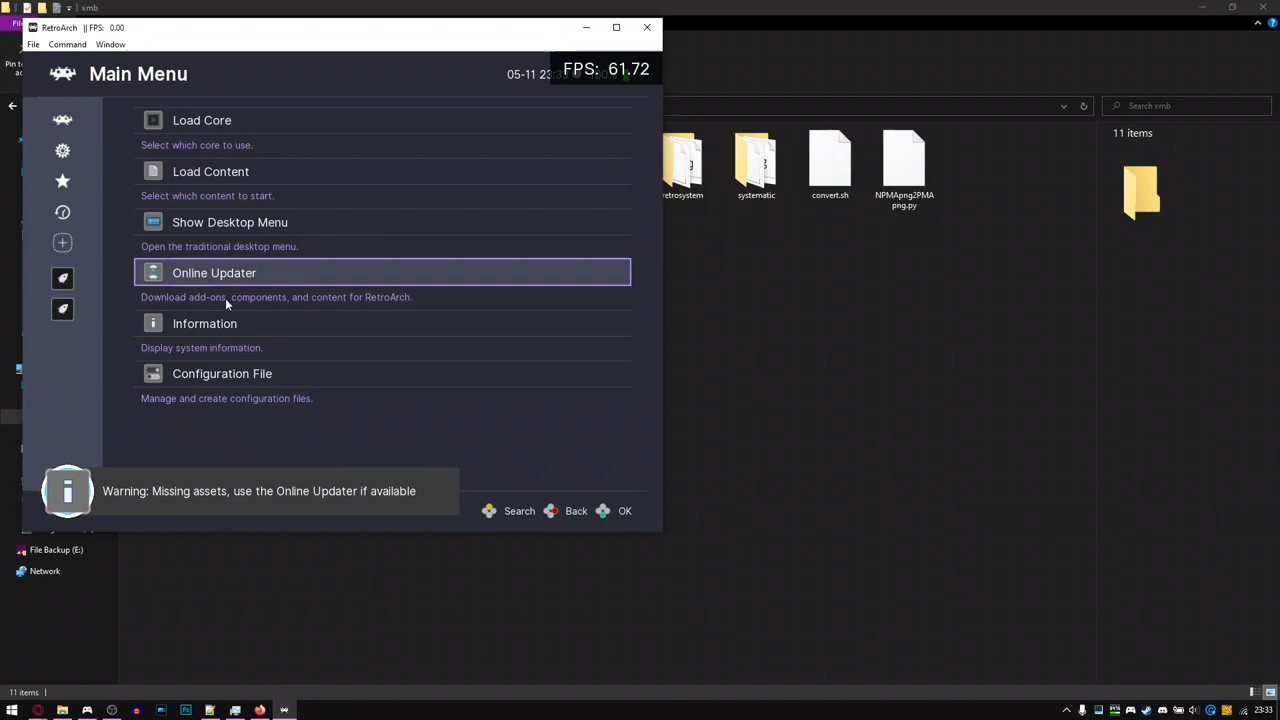 xmb
RetroArch || FPS: 0.00
File Command Window
Main Menu
05-11 23:3
FPS: 61.72
Load Core
Select which core to use.
Load Content
Select which content to start.
Show Desktop Menu
Open the traditional desktop menu.
Online Updater
Download add-ons, components, and content for RetroArch.
Information
Display system information.
Configuration File
Manage and create configuration files.
Warning: Missing assets, use the Online Updater if available
Search Back OK
Search xmb
11 items
retrosystem
systematic
convert.sh
NPMApng2PMA
png.py
File Backup (E:)
Network
11 items
23:33